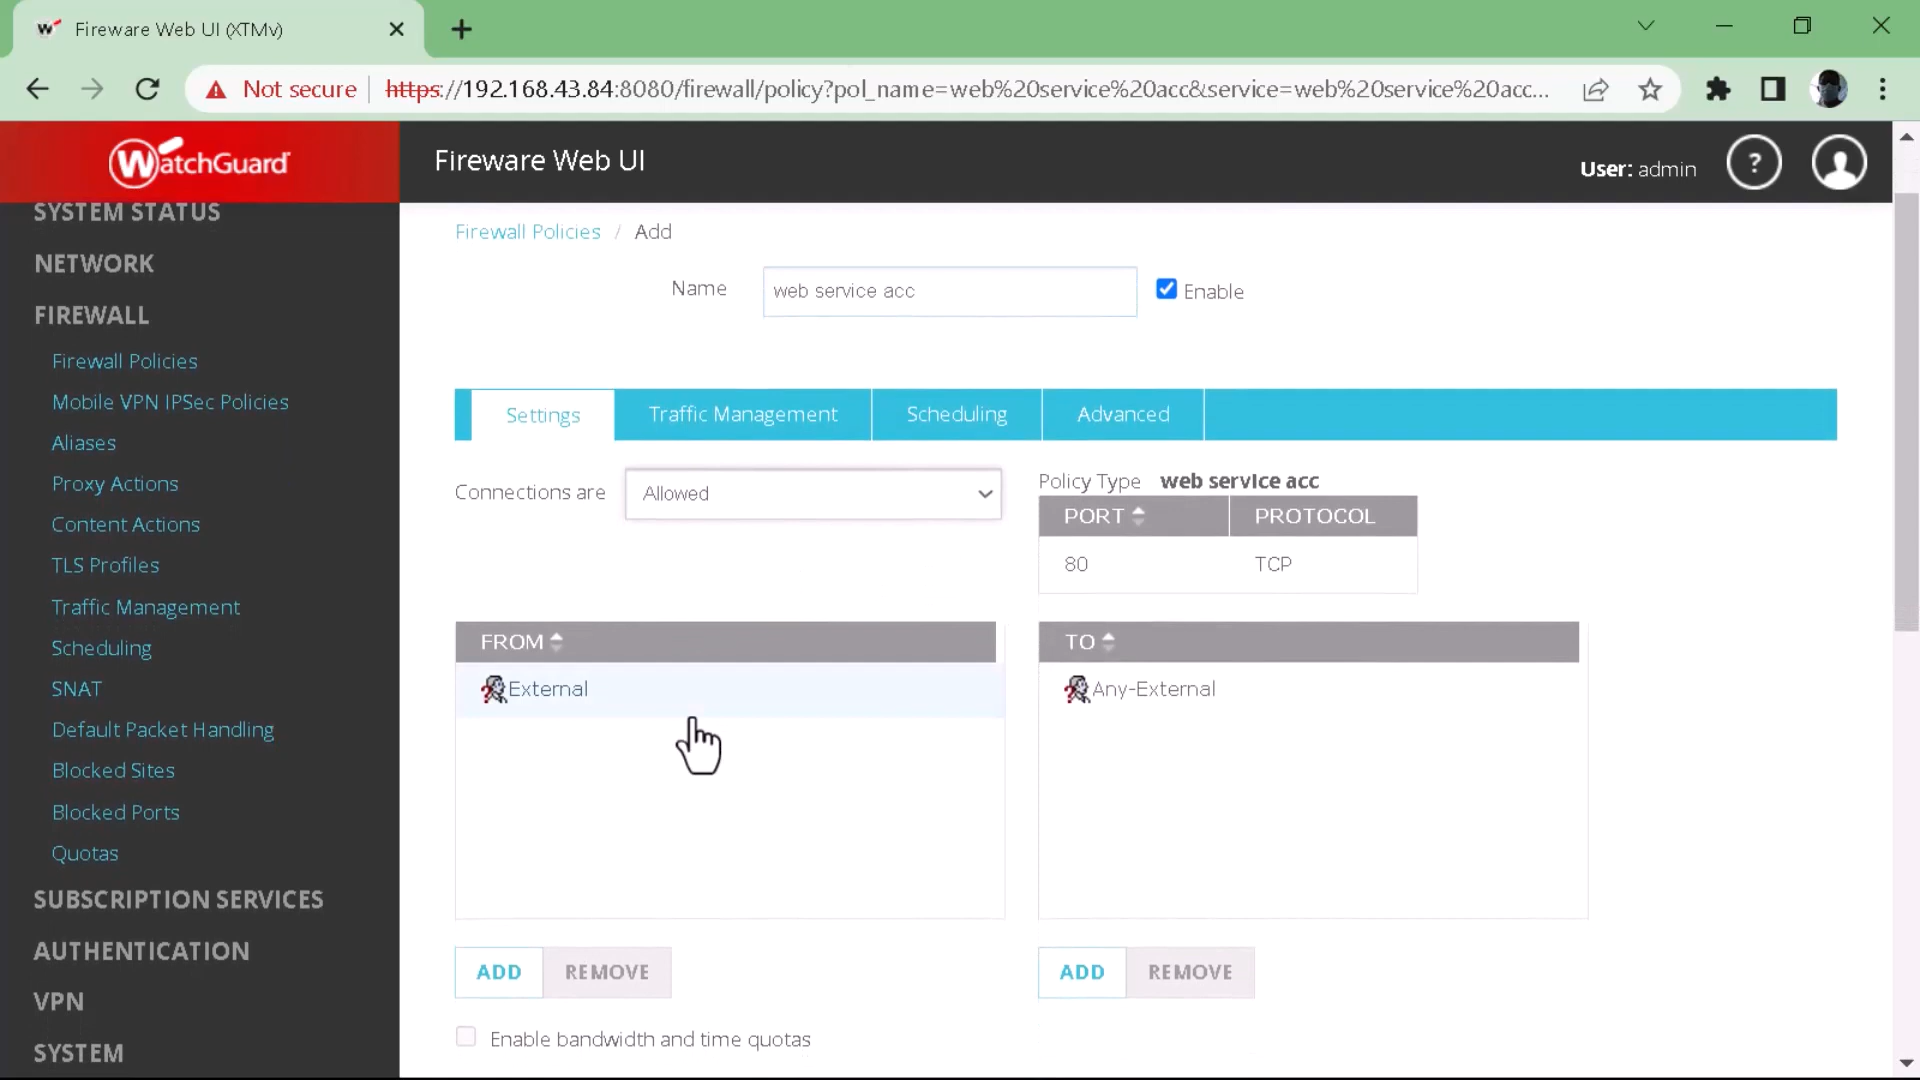 Fireware Web UI (XTMv)
Not secure
https://192.168.43.84:8080/firewall/policy?pol_name=web%20service%20acc&service=web%20service%20acc...
WatchGuard
Fireware Web UI
User: admin
?
SYSTEM STATUS
NETWORK
FIREWALL
Firewall Policies
Mobile VPN IPSec Policies
Aliases
Proxy Actions
Content Actions
TLS Profiles
Traffic Management
Scheduling
SNAT
Default Packet Handling
Blocked Sites
Blocked Ports
Quotas
SUBSCRIPTION SERVICES
AUTHENTICATION
VPN
SYSTEM
Firewall Policies / Add
Name web service acc Enable
Settings Traffic Management Scheduling Advanced
Connections are Allowed
Policy Type web service acc
PORT PROTOCOL
80 TCP
FROM
External
ADD REMOVE
TO
Any-External
ADD REMOVE
Enable bandwidth and time quotas